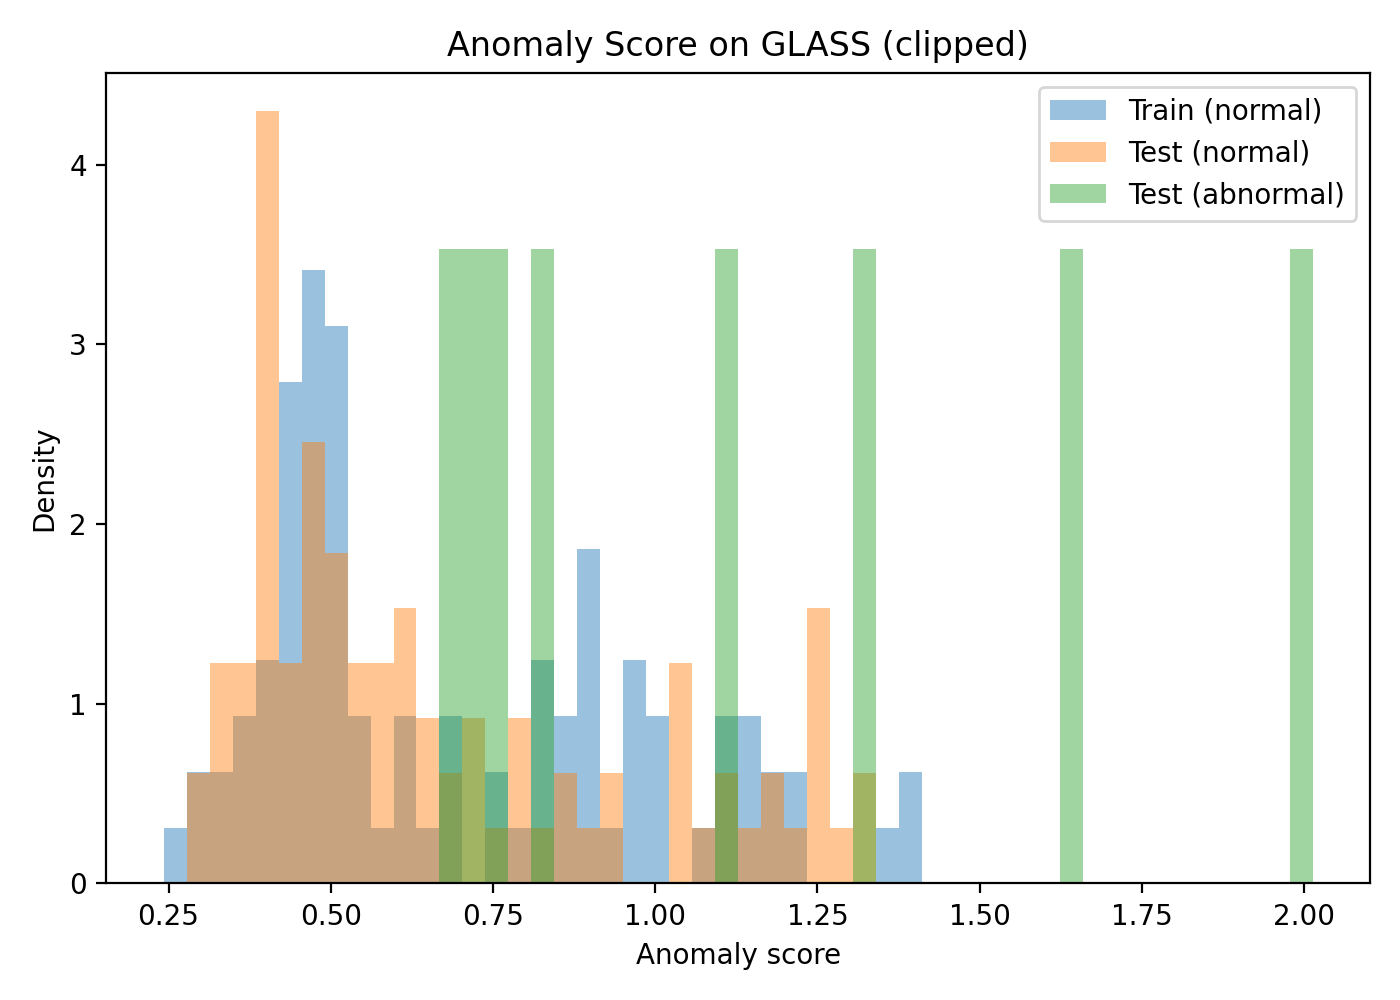 Anomaly Score on GLASS (clipped)
Train (normal)
Test (normal)
Test (abnormal)
4
3
2
1
0
Density
0.25 0.50 0.75 1.00 1.25 1.50 1.75 2.00
Anomaly score